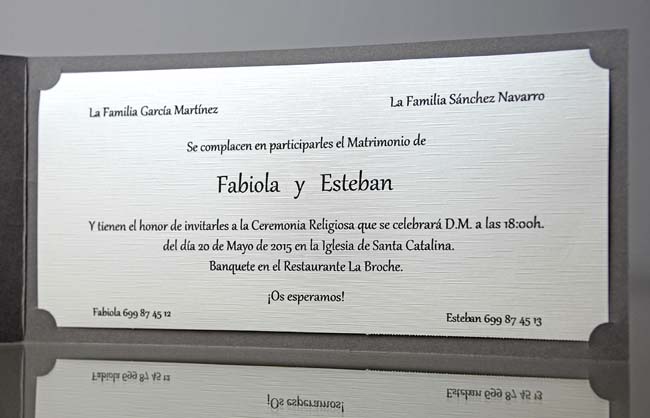 La Familia García Martínez
La Familia Sánchez Navarro
Se complacen en participarles el Matrimonio de
Fabiola y Esteban
Y tienen el honor de invitarles a la Ceremonia Religiosa que se celebrará D.M. a las 18:00h.
del día 20 de Mayo de 2015 en la Iglesia de Santa Catalina.
Banquete en el Restaurante La Broche.
¡Os esperamos!
Fabiola 699 87 45 12
Esteban 699 87 45 13